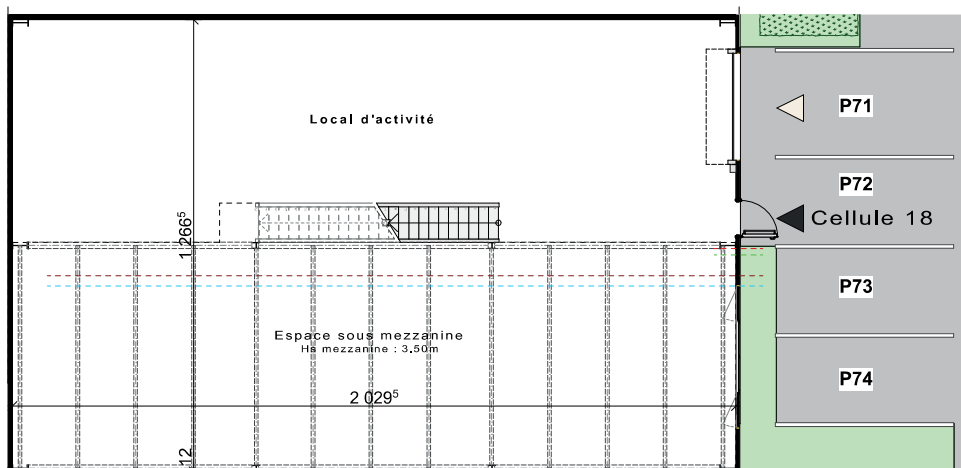 Local d'activité
P71
P72
Cellule 18
1 266⁵
P73
Espace sous mezzanine
Hs mezzanine : 3.50m
P74
2 029⁵
12